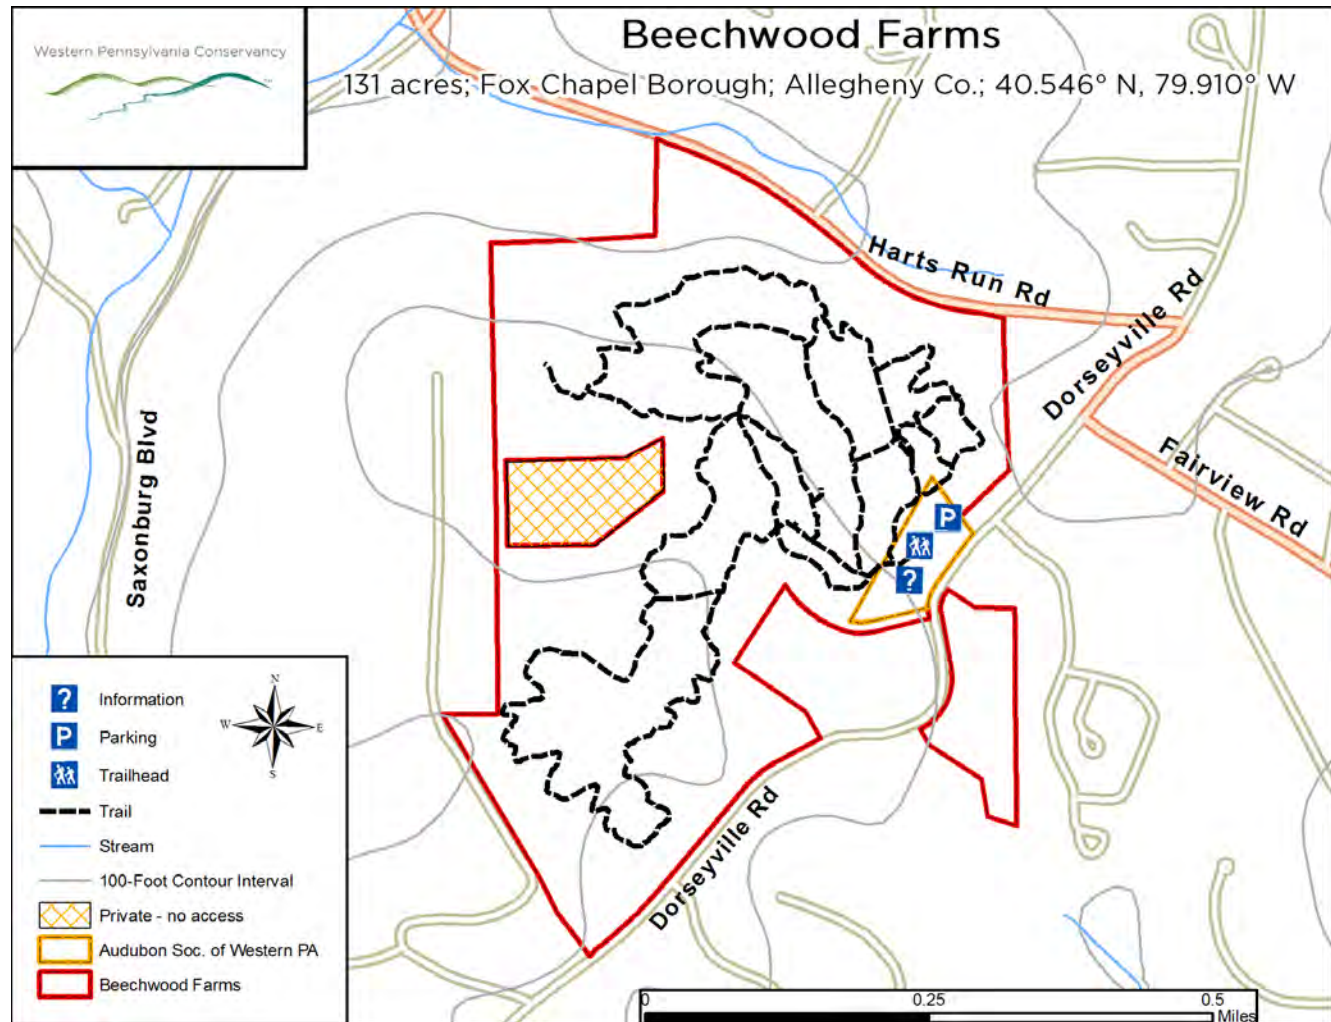 Western Pennsylvania Conservancy
Beechwood Farms
131 acres; Fox Chapel Borough; Allegheny Co.; 40.546° N, 79.910° W
Harts Run Rd
Dorseyville Rd
Fairview Rd
Saxonburg Blvd
P
?
Dorseyville Rd
? Information
P Parking
Trailhead
Trail
Stream
100-Foot Contour Interval
Private - no access
Audubon Soc. of Western PA
Beechwood Farms
N
W E
S
0 0.25 0.5
Miles